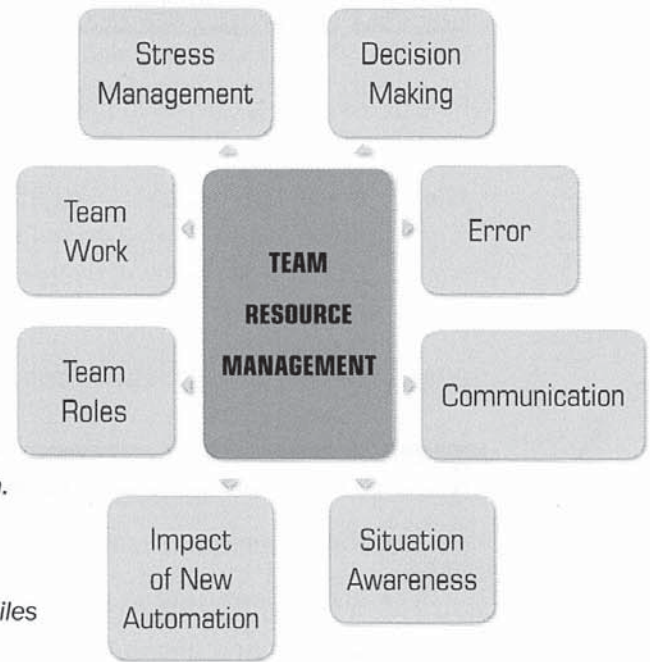 Stress
Management
Decision
Making
Team
Work
TEAM
RESOURCE
MANAGEMENT
Error
Team
Roles
Communication
Impact
of New
Automation
Situation
Awareness